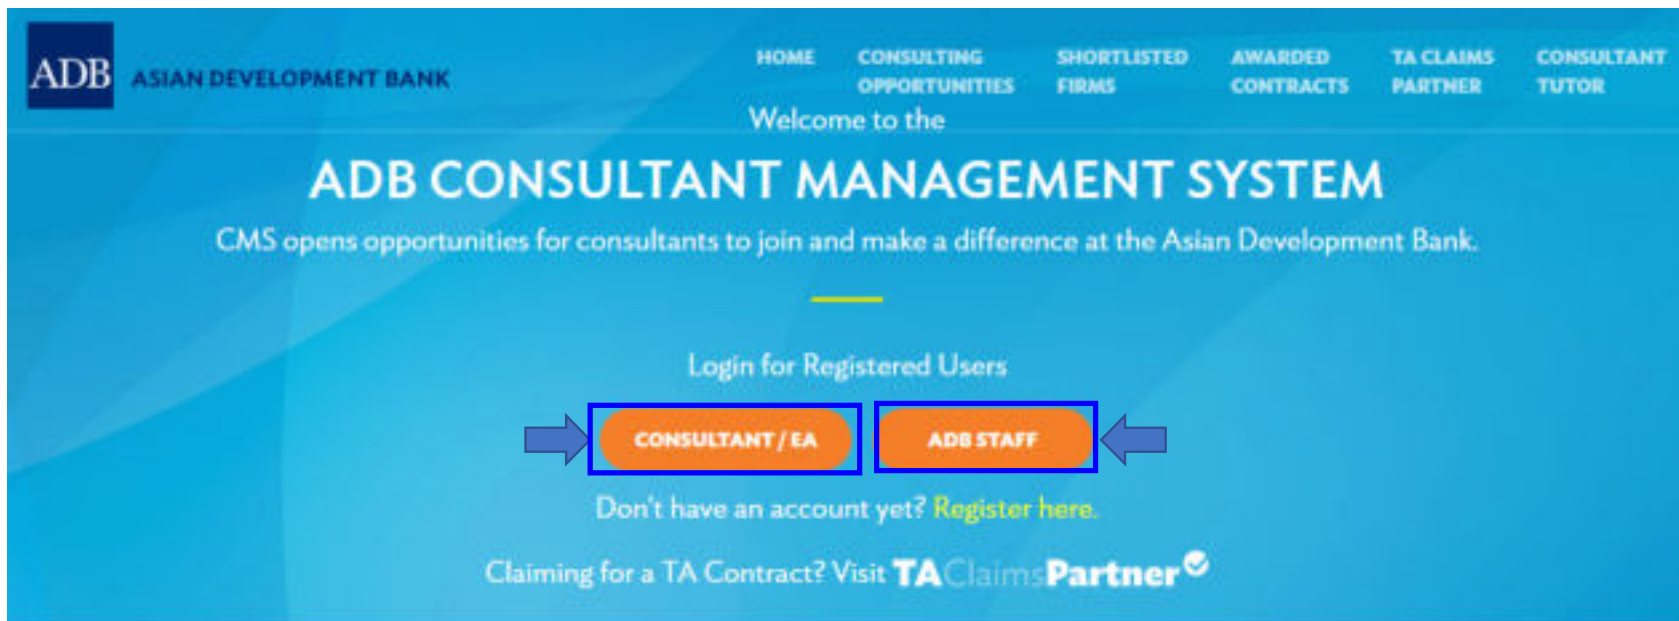 ADB ASIAN DEVELOPMENT BANK
HOME
CONSULTING
OPPORTUNITIES
SHORTLISTED
FIRMS
AWARDED
CONTRACTS
TA CLAIMS
PARTNER
CONSULTANT
TUTOR
Welcome to the
ADB CONSULTANT MANAGEMENT SYSTEM
CMS opens opportunities for consultants to join and make a difference at the Asian Development Bank.
Login for Registered Users
CONSULTANT / EA
ADB STAFF
Don't have an account yet? Register here.
Claiming for a TA Contract? Visit TAClaimsPartner